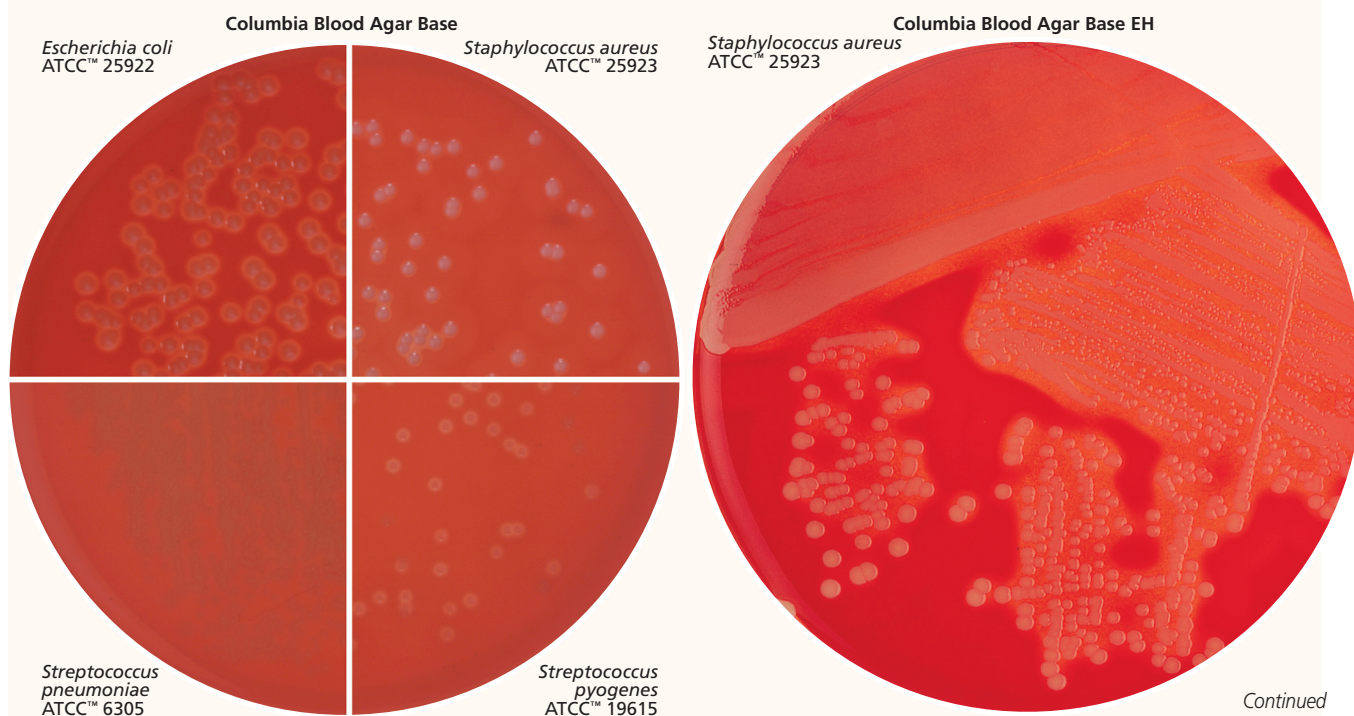 Columbia Blood Agar Base
Escherichia coli
ATCC™ 25922
Staphylococcus aureus
ATCC™ 25923
Streptococcus
pneumoniae
ATCC™ 6305
Streptococcus
pyogenes
ATCC™ 19615
Columbia Blood Agar Base EH
Staphylococcus aureus
ATCC™ 25923
Continued